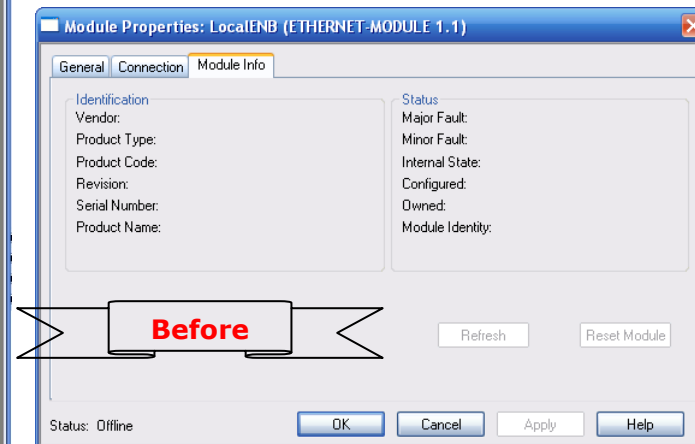 Module Properties: LocalENB (ETHERNET-MODULE 1.1)
General Connection Module Info
Identification
Vendor:
Product Type:
Product Code:
Revision:
Serial Number:
Product Name:
Status
Major Fault:
Minor Fault:
Internal State:
Configured:
Owned:
Module Identity:
Before
Refresh Reset Module
Status: Offline OK Cancel Apply Help